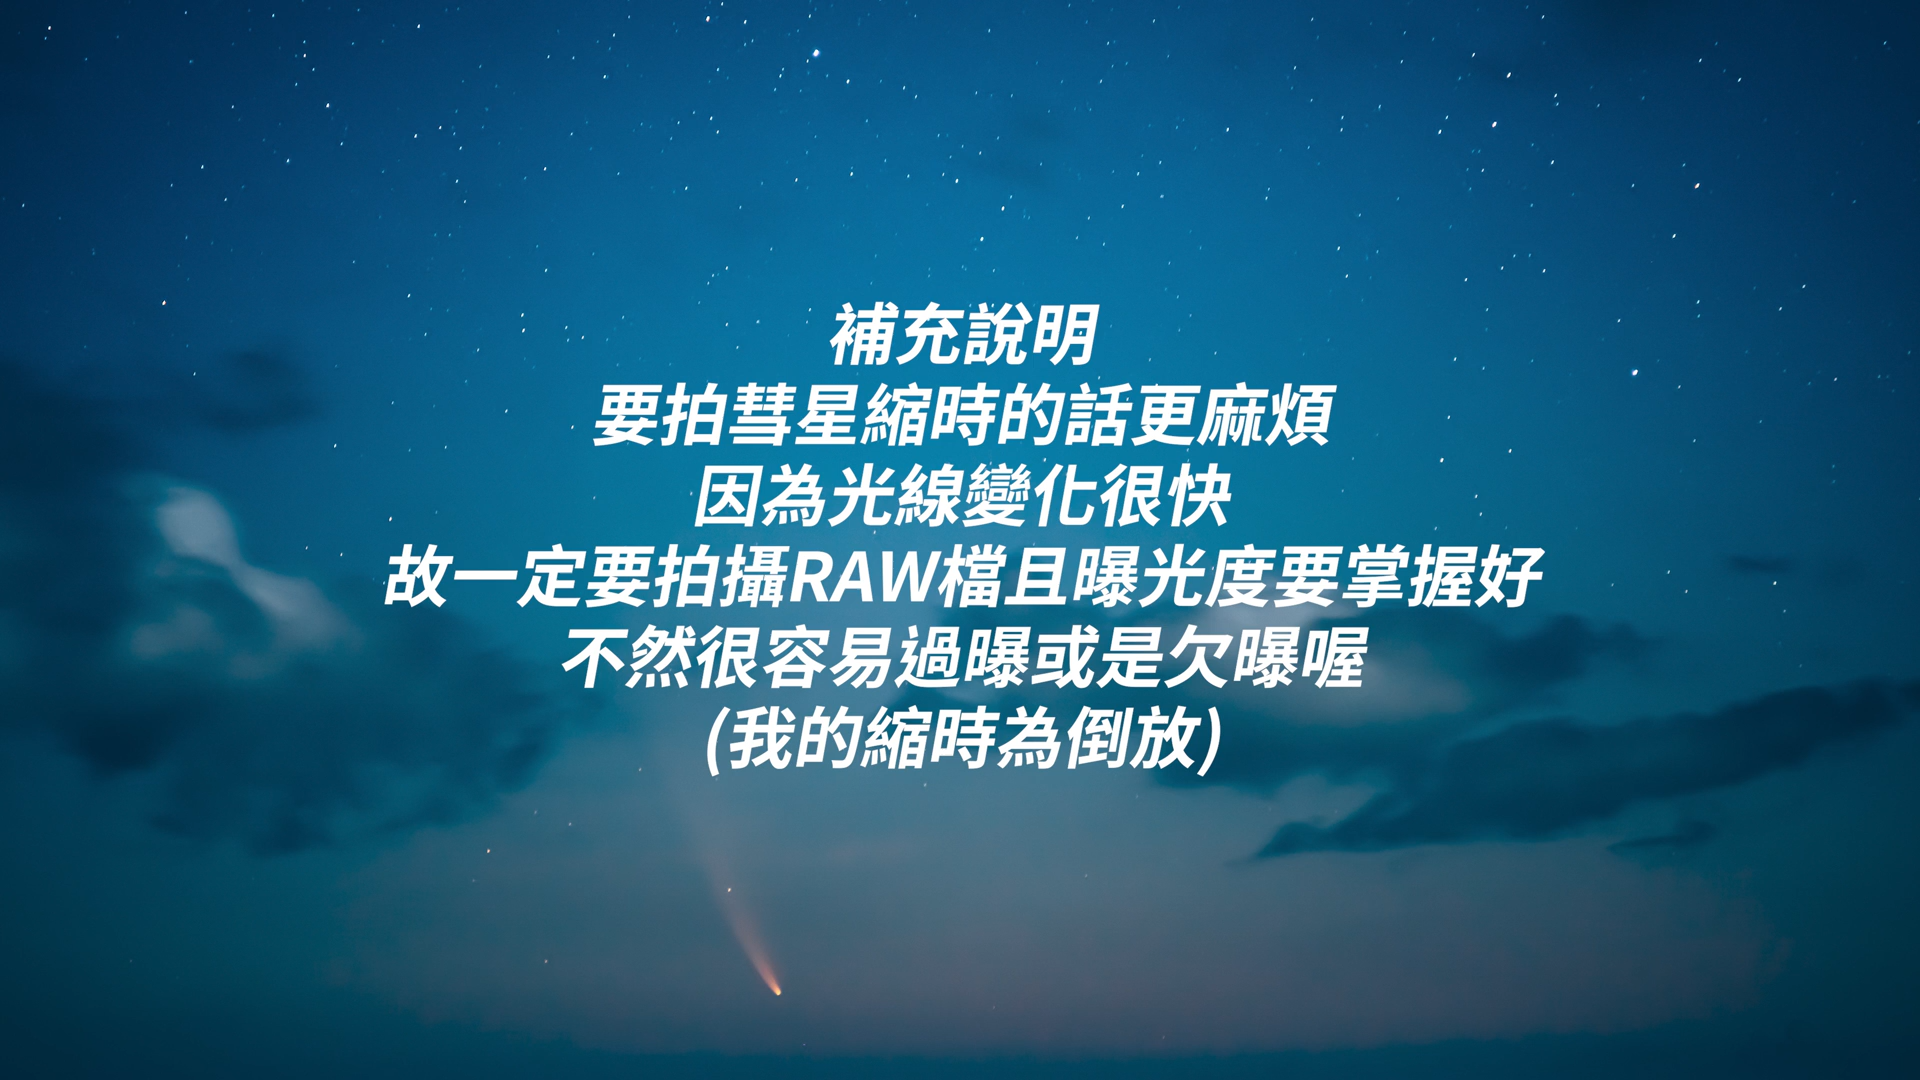 補充說明
要拍彗星縮時的話更麻煩
因為光線變化很快
故一定要拍攝RAW檔且曝光度要掌握好
不然很容易過曝或是欠曝喔
(我的縮時為倒放)